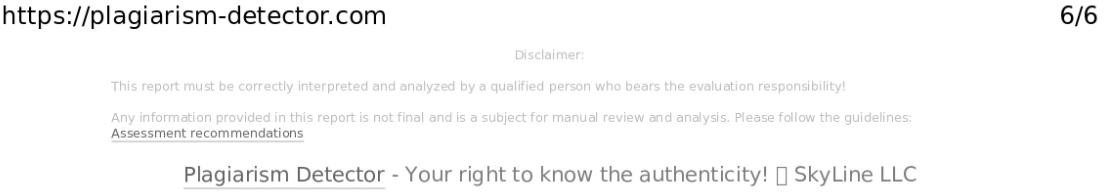 https://plagiarism-detector.com 6/6
Disclaimer:
This report must be correctly interpreted and analyzed by a qualified person who bears the evaluation responsibility!
Any information provided in this report is not final and is a subject for manual review and analysis. Please follow the guidelines:
Assessment recommendations
Plagiarism Detector - Your right to know the authenticity! ▯ SkyLine LLC